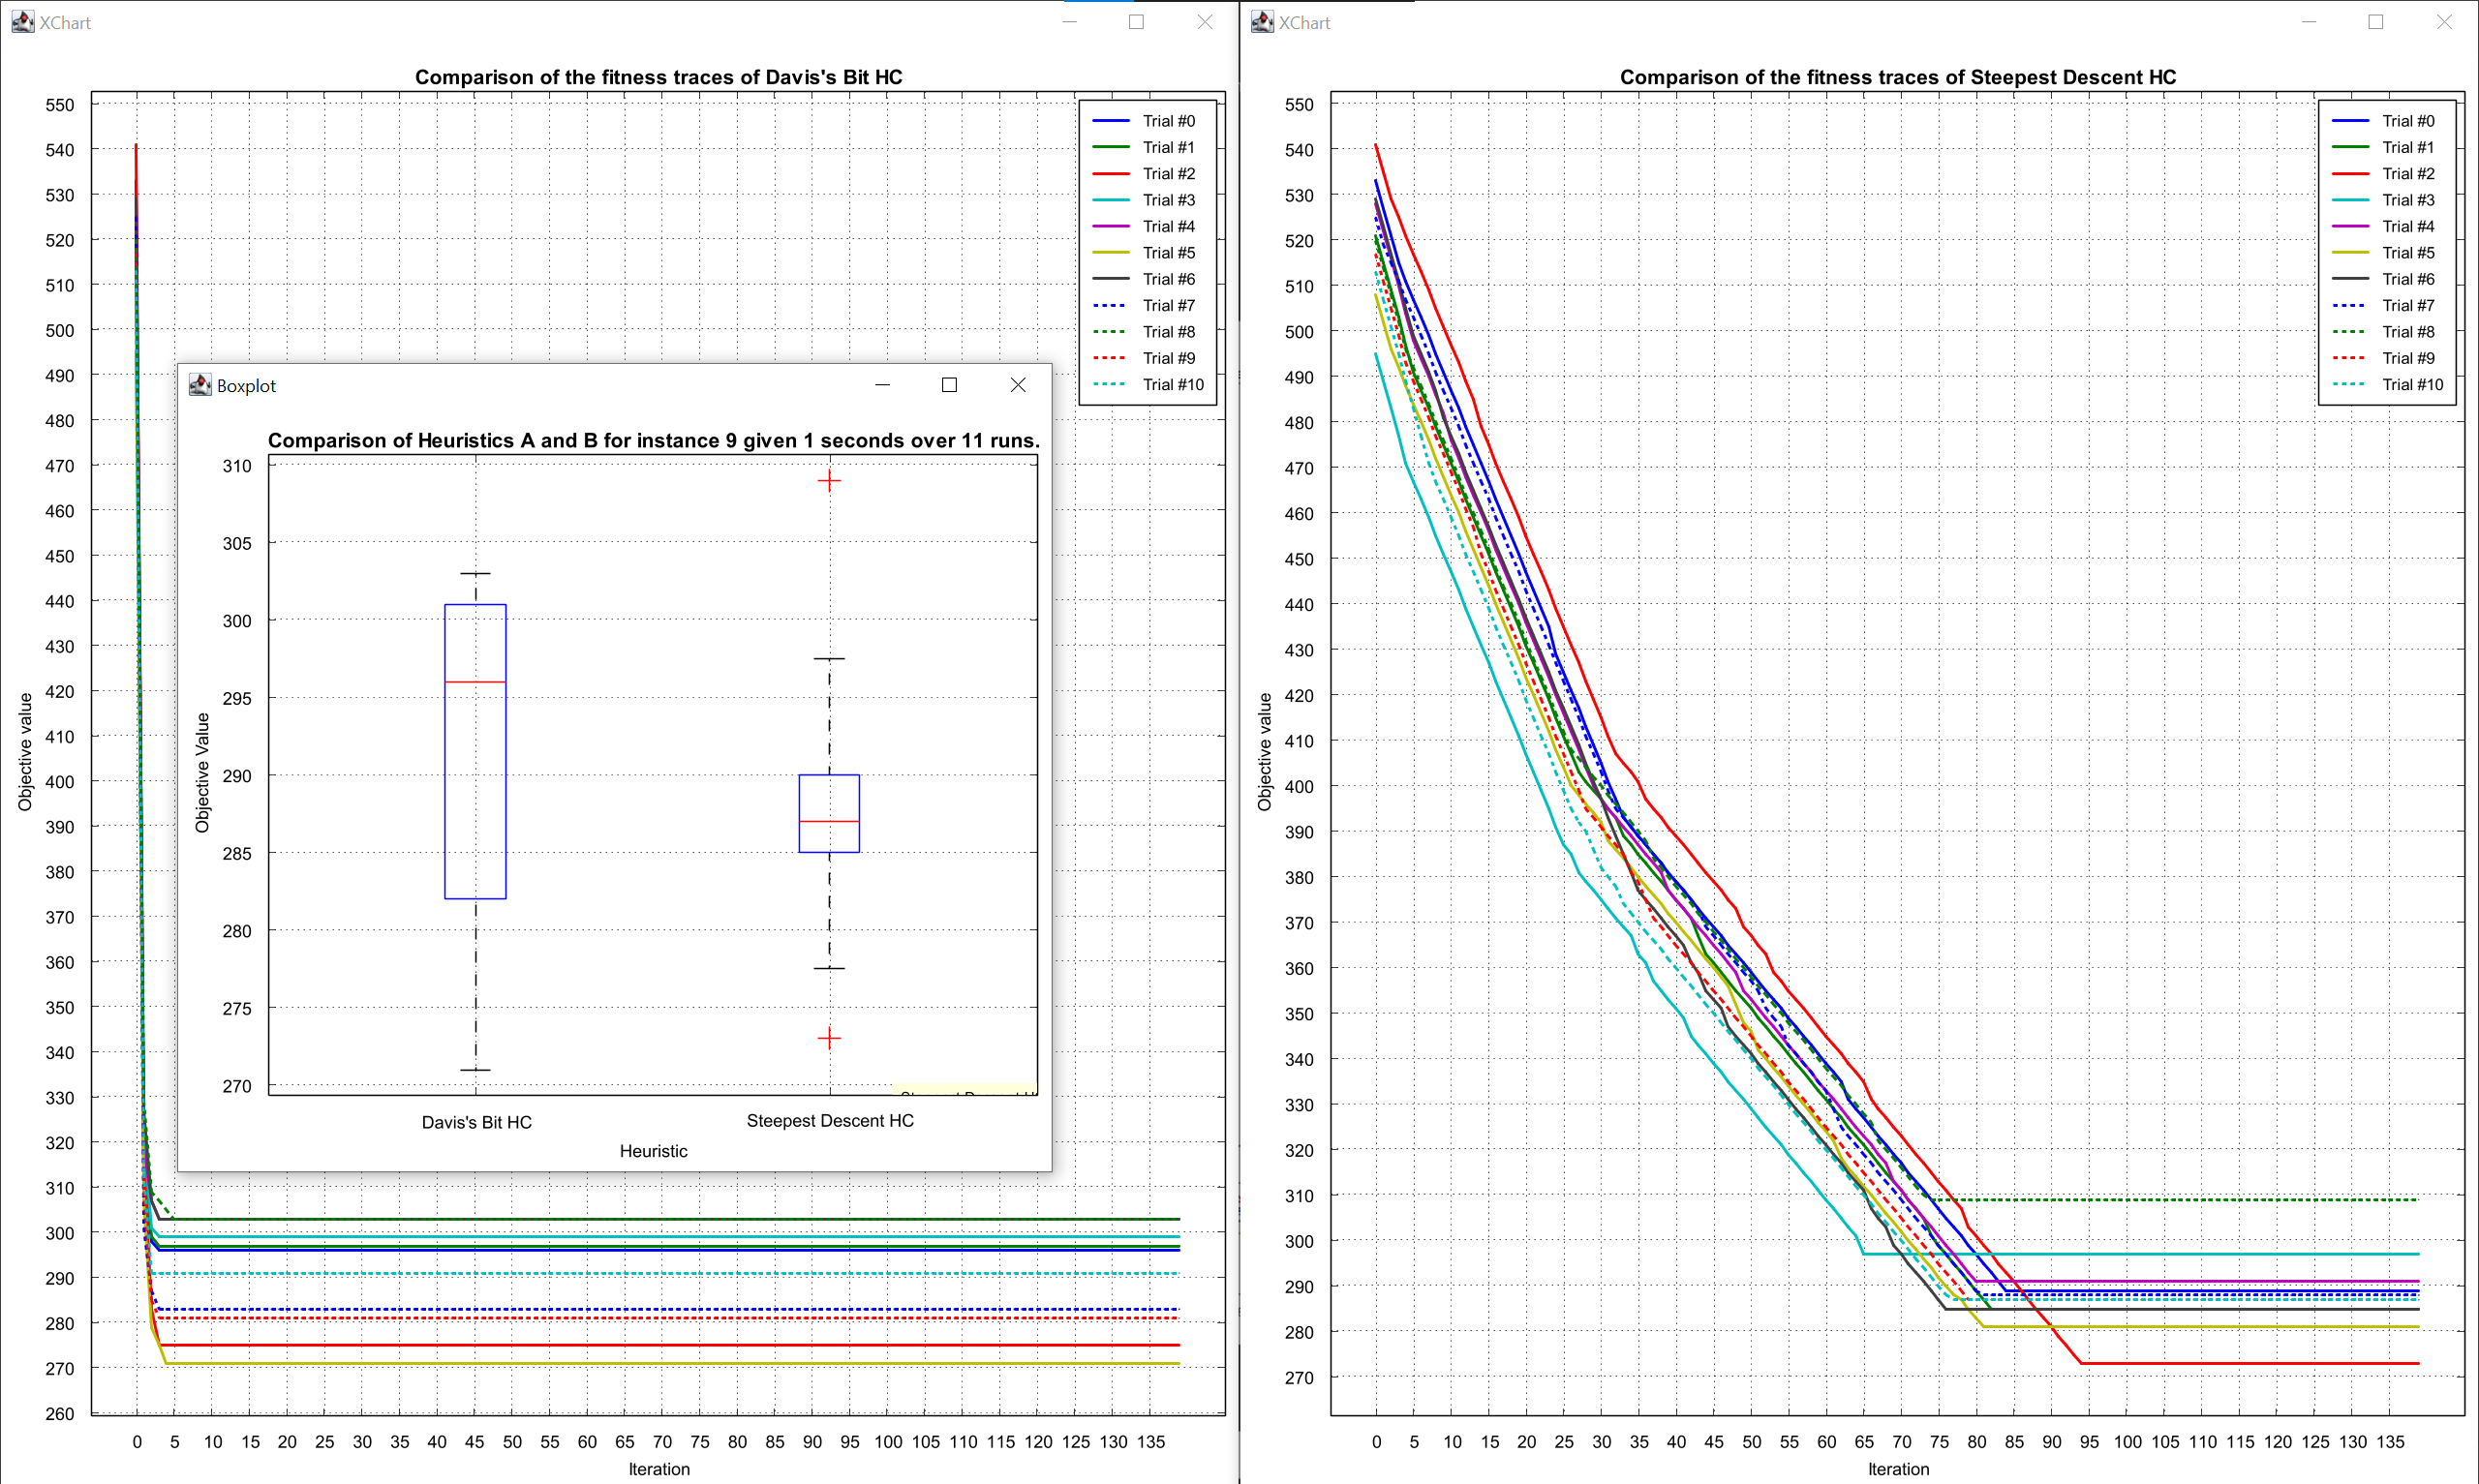 XChart
Comparison of the fitness traces of Davis's Bit HC
550
540
530
520
510
500
490
480
470
460
450
440
430
420
410
400
390
380
370
360
350
340
330
320
310
300
290
280
270
260
Objective value
0 5 10 15 20 25 30 35 40 45 50 55 60 65 70 75 80 85 90 95 100 105 110 115 120 125 130 135
Iteration
Trial #0
Trial #1
Trial #2
Trial #3
Trial #4
Trial #5
Trial #6
Trial #7
Trial #8
Trial #9
Trial #10
Boxplot
Comparison of Heuristics A and B for instance 9 given 1 seconds over 11 runs.
310
305
300
295
290
285
280
275
270
Objective Value
Davis's Bit HC
Steepest Descent HC
Heuristic
XChart
Comparison of the fitness traces of Steepest Descent HC
550
540
530
520
510
500
490
480
470
460
450
440
430
420
410
400
390
380
370
360
350
340
330
320
310
300
290
280
270
Objective value
0 5 10 15 20 25 30 35 40 45 50 55 60 65 70 75 80 85 90 95 100 105 110 115 120 125 130 135
Iteration
Trial #0
Trial #1
Trial #2
Trial #3
Trial #4
Trial #5
Trial #6
Trial #7
Trial #8
Trial #9
Trial #10